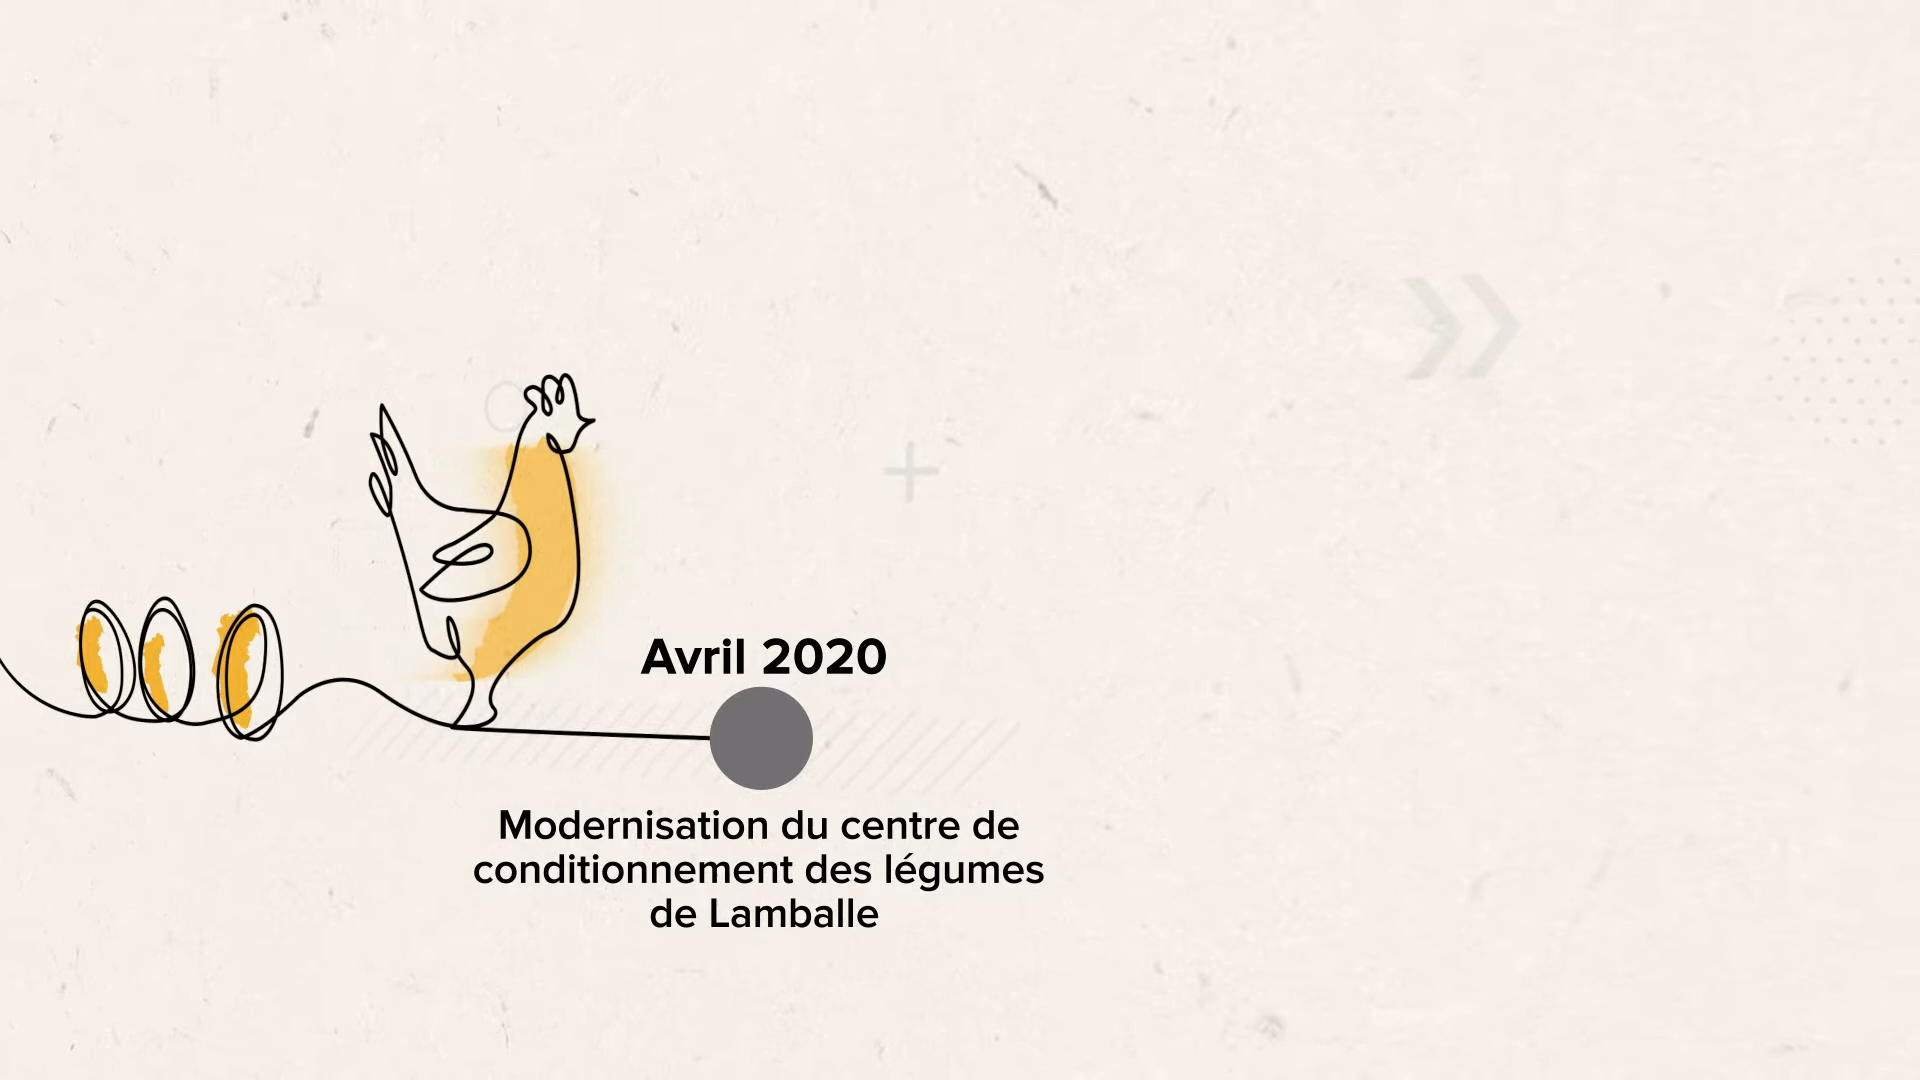 Avril 2020
Modernisation du centre de
conditionnement des légumes
de Lamballe